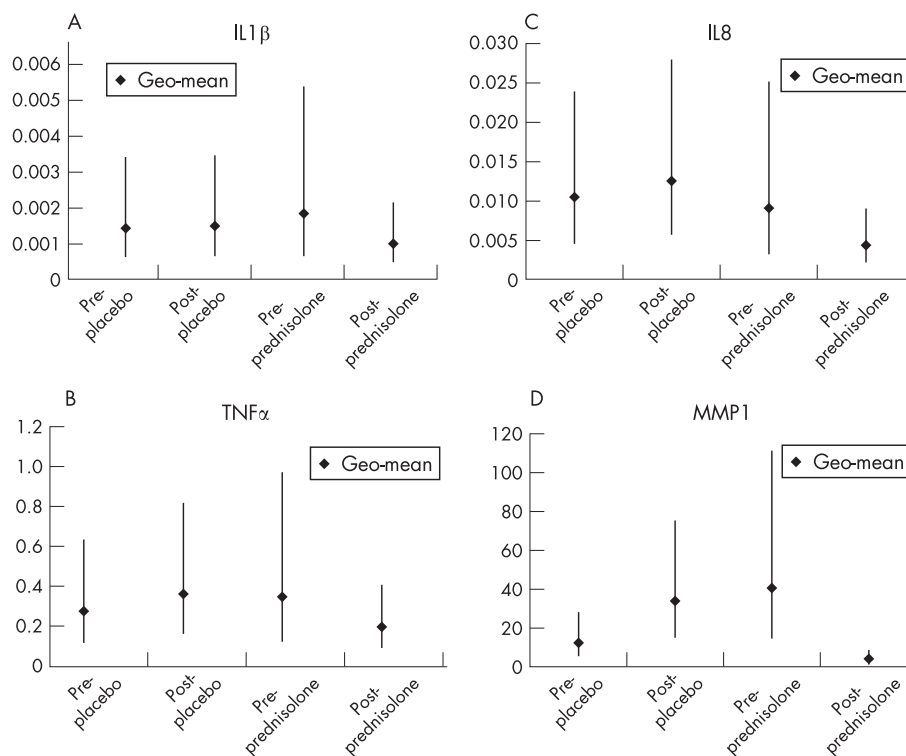 A
IL1β
0.006
0.005
0.004
0.003
0.002
0.001
0
Geo-mean
Pre-
placebo
Post-
placebo
Pre-
prednisolone
Post-
prednisolone
C
IL8
0.030
0.025
0.020
0.015
0.010
0.005
0
Geo-mean
Pre-
placebo
Post-
placebo
Pre-
prednisolone
Post-
prednisolone
B
TNFα
1.2
1.0
0.8
0.6
0.4
0.2
0
Geo-mean
Pre-
placebo
Post-
placebo
Pre-
prednisolone
Post-
prednisolone
D
MMP1
120
100
80
60
40
20
0
Geo-mean
Pre-
placebo
Post-
placebo
Pre-
prednisolone
Post-
prednisolone